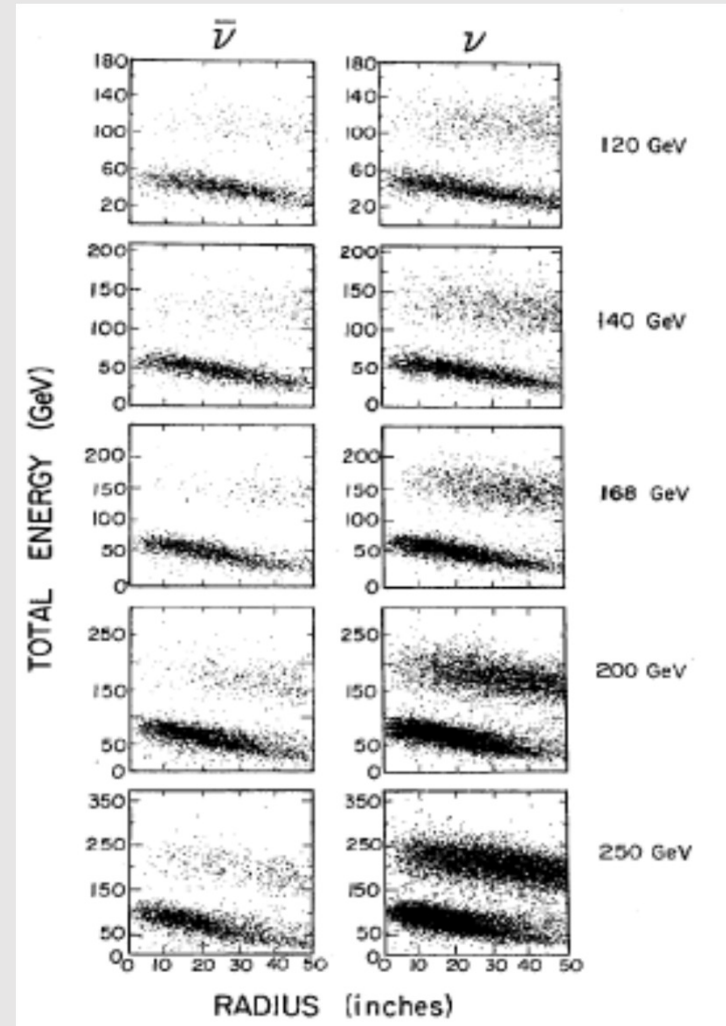 ν̄ ν
180 180
140 140
100 100
60 60
20 20
120 GeV
200 200
150 150
100 100
50 50
0 0
140 GeV
200 200
150 150
100 100
50 50
0 0
168 GeV
250 250
150 150
50 50
0 0
200 GeV
350 350
250 250
150 150
50 50
0 0
250 GeV
0 10 20 30 40 50 0 10 20 30 40 50
TOTAL ENERGY (GeV)
RADIUS (inches)